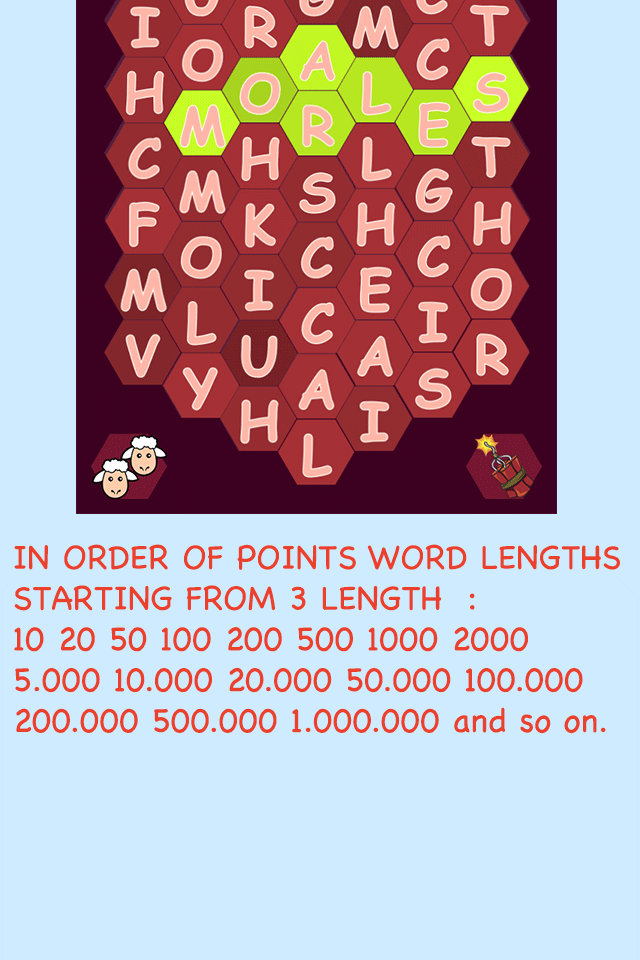 I R M T
O A C
H O L S
M R E
C H L T
M S G
F K H H
O C C
M I E O
L C I
V U A R
Y A S
H I
L
IN ORDER OF POINTS WORD LENGTHS
STARTING FROM 3 LENGTH :
10 20 50 100 200 500 1000 2000
5.000 10.000 20.000 50.000 100.000
200.000 500.000 1.000.000 and so on.